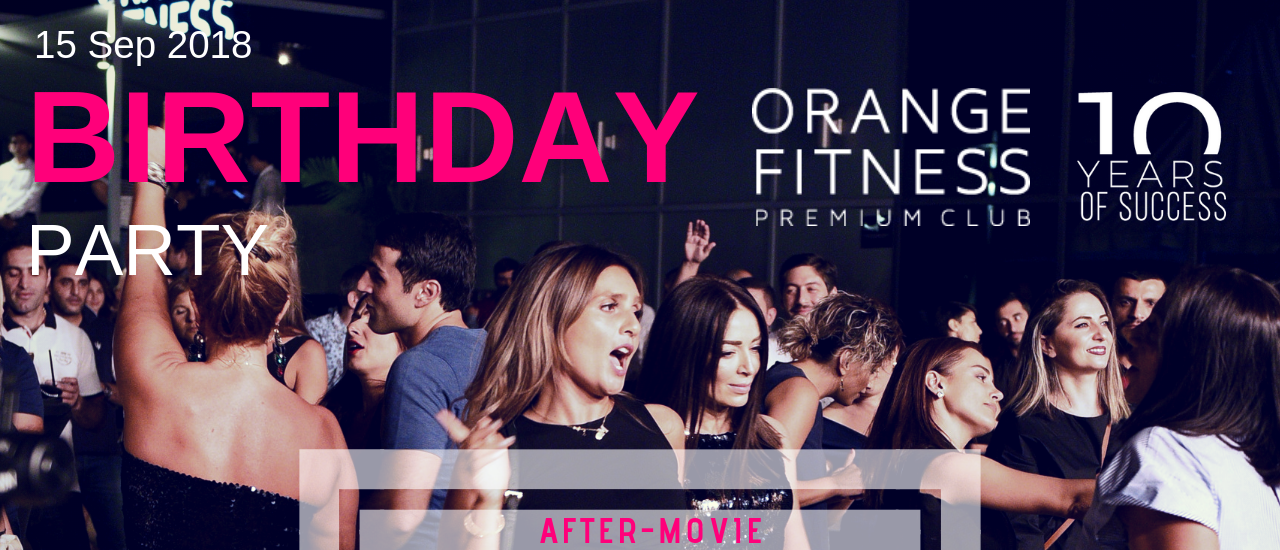 15 Sep 2018
BIRTHDAY
PARTY
ORANGE
FITNESS
PREMIUM CLUB
10
YEARS
OF SUCCESS
AFTER-MOVIE